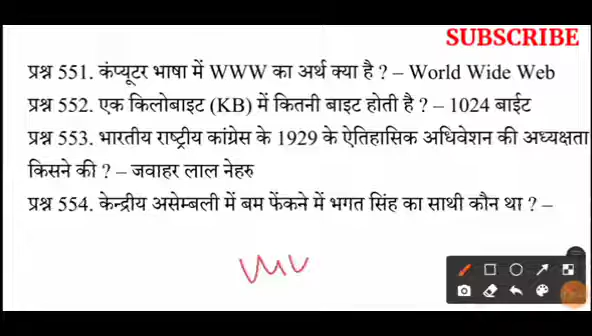 SUBSCRIBE
प्रश्न 551. कंप्यूटर भाषा में WWW का अर्थ क्या है ? – World Wide Web
प्रश्न 552. एक किलोबाइट (KB) में कितनी बाइट होती है ? – 1024 बाईट
प्रश्न 553. भारतीय राष्ट्रीय कांग्रेस के 1929 के ऐतिहासिक अधिवेशन की अध्यक्षता
किसने की ? – जवाहर लाल नेहरु
प्रश्न 554. केन्द्रीय असेम्बली में बम फेंकने में भगत सिंह का साथी कौन था ? –